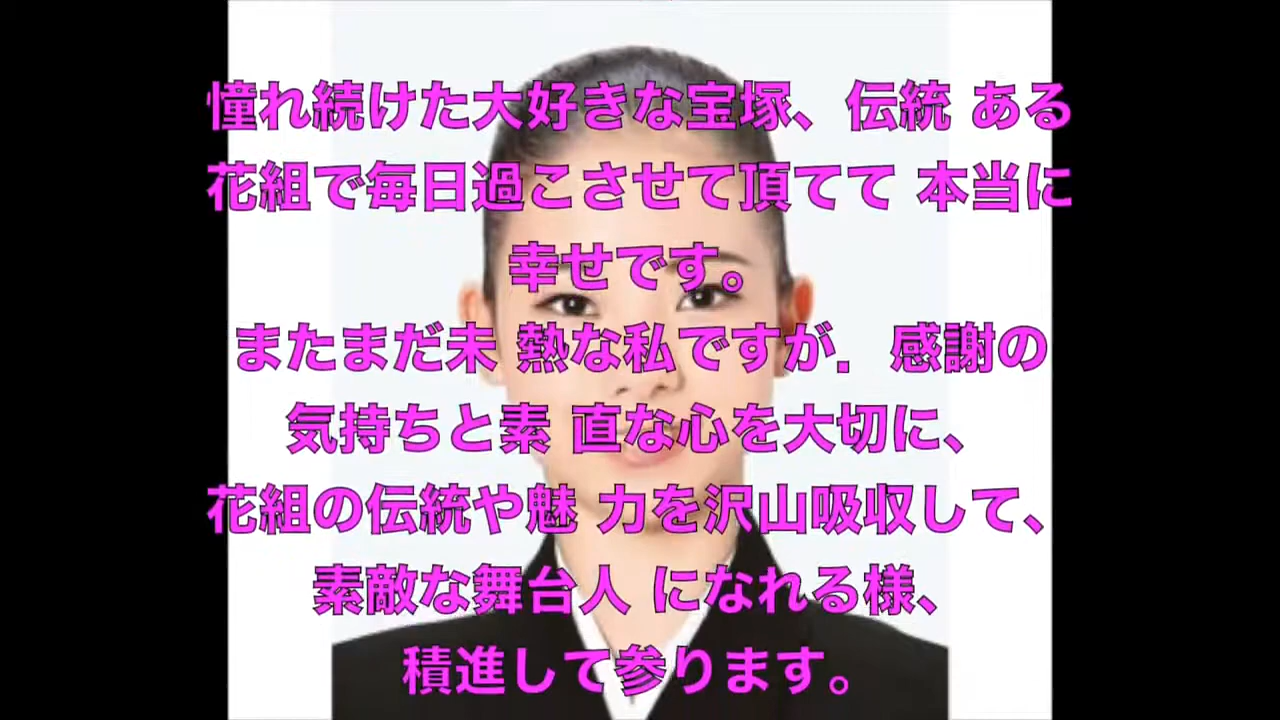 憧れ続けた大好きな宝塚、伝統 ある
花組で毎日過こさせて頂てて 本当に
幸せです。
またまだ未 熱な私ですが．感謝の
気持ちと素 直な心を大切に、
花組の伝統や魅 力を沢山吸収して、
素敵な舞台人 になれる様、
積進して参ります。